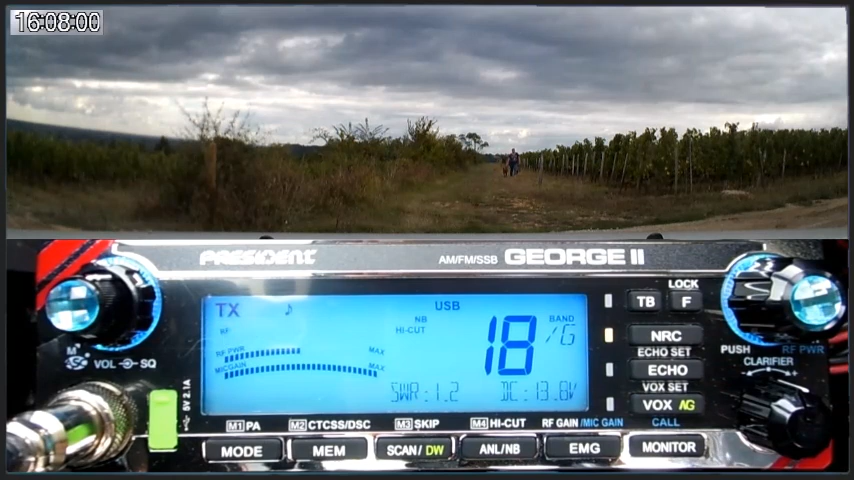 16:08:00
PRESIDENT AM/FM/SSB GEORGE II
LOCK
TX ♪ USB
TB F
RF NB BAND
HI-CUT 18 /G
NRC
RF PWR MAX
ECHO SET
MIC GAIN MAX
ECHO
PUSH RF PWR
CLARIFIER
- +
M VOL SQ
VOX SET
SWR:1.2 DC:13.8V
VOX
5V 2.1A
CALL
M1 PA M2 CTCSS/DSC M3 SKIP M4 HI-CUT RF GAIN/MIC GAIN
MODE MEM SCAN/DW ANL/NB EMG MONITOR